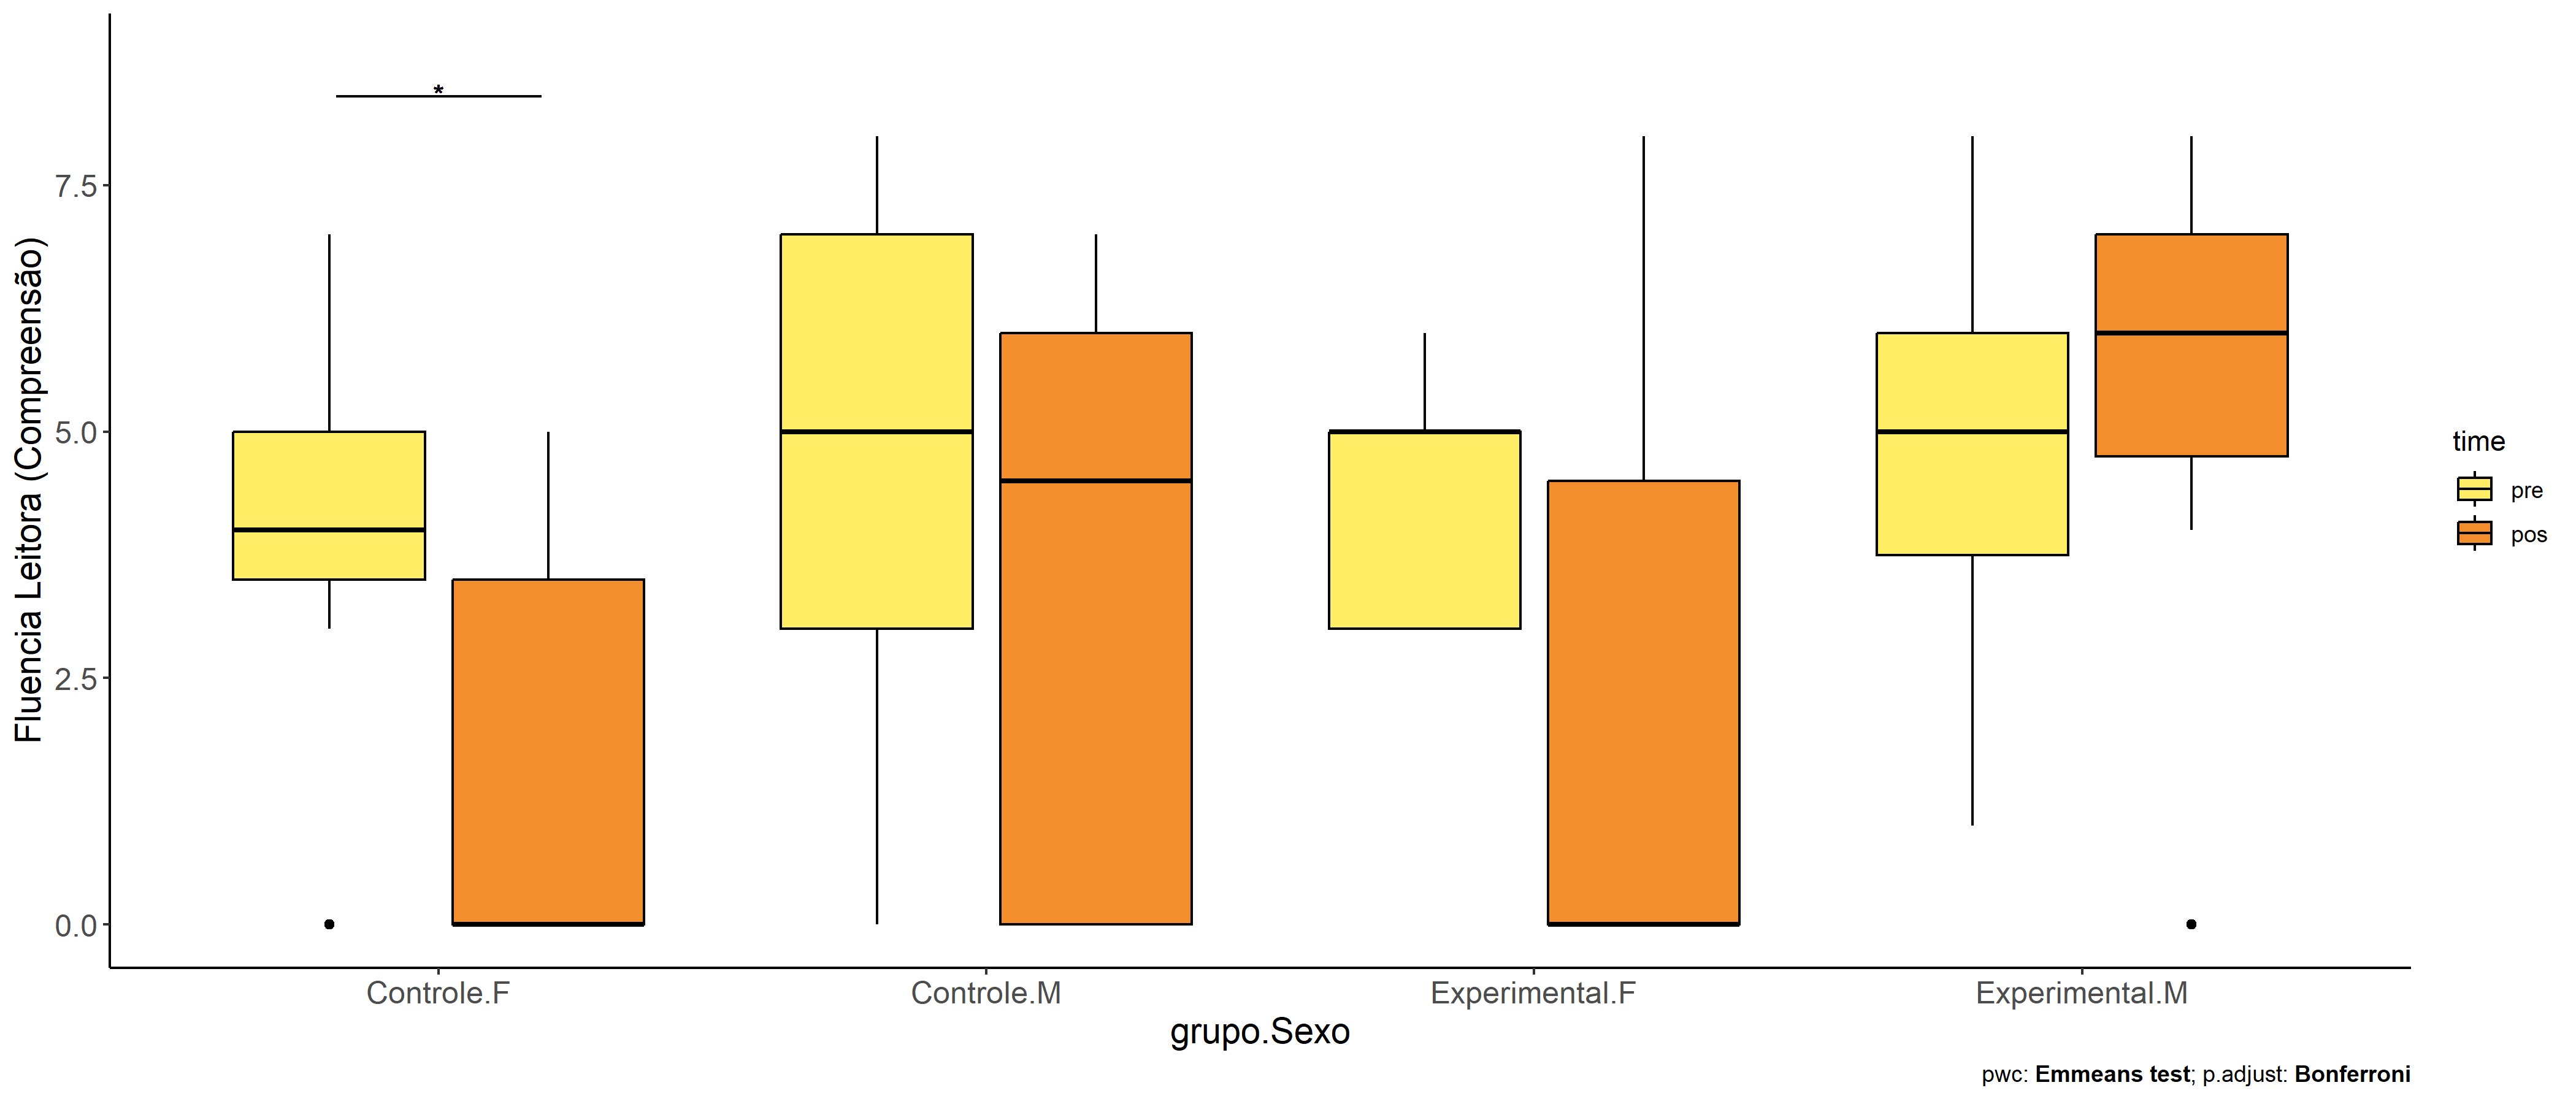 *
Fluencia Leitora (Compreensão)
7.5
5.0
2.5
0.0
Controle.F
Controle.M
Experimental.F
Experimental.M
grupo.Sexo
time
pre
pos
pwc: Emmeans test; p.adjust: Bonferroni